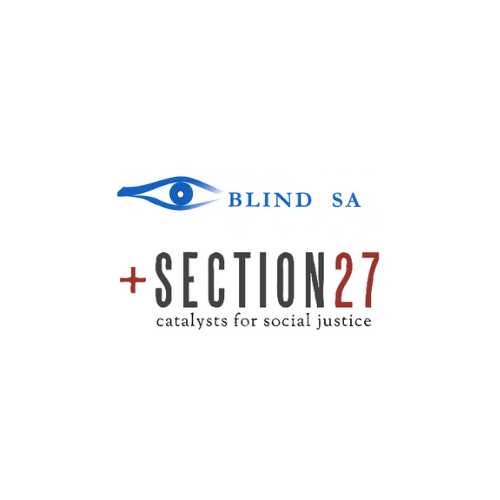 BLIND SA
+SECTION27
catalysts for social justice